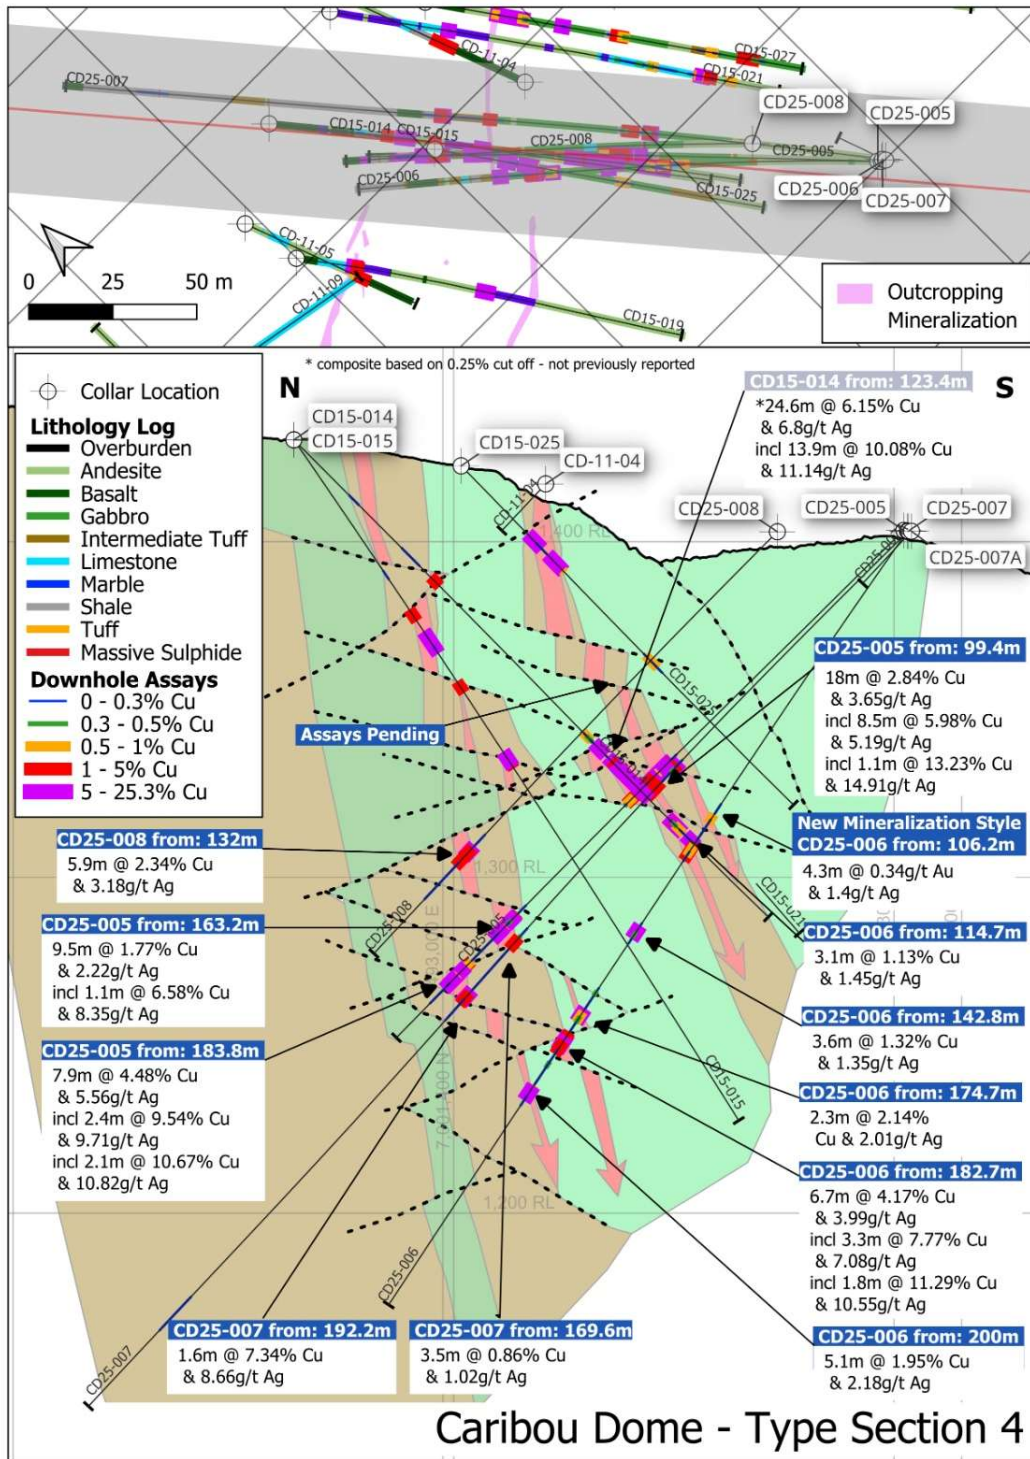 CD-11-04
CD15-027
CD15-021
CD25-007
CD25-008
CD25-005
CD15-014
CD15-015
CD25-008
CD25-005
CD25-006
CD15-025
CD25-006
CD25-007
CD-11-05
CD-11-09
CD15-019
0 25 50 m
Outcropping
Mineralization
* composite based on 0.25% cut off - not previously reported
N
S
Collar Location
Lithology Log
Overburden
Andesite
Basalt
Gabbro
Intermediate Tuff
Limestone
Marble
Shale
Tuff
Massive Sulphide
Downhole Assays
0 - 0.3% Cu
0.3 - 0.5% Cu
0.5 - 1% Cu
1 - 5% Cu
5 - 25.3% Cu
CD15-014
CD15-015
CD15-025
CD-11-04
CD-11-04
CD25-008
CD25-005
CD25-007
CD25-007A
1,400 RL
CD15-014 from: 123.4m
*24.6m @ 6.15% Cu
& 6.8g/t Ag
incl 13.9m @ 10.08% Cu
& 11.14g/t Ag
CD25-005 from: 99.4m
18m @ 2.84% Cu
& 3.65g/t Ag
incl 8.5m @ 5.98% Cu
& 5.19g/t Ag
incl 1.1m @ 13.23% Cu
& 14.91g/t Ag
CD15-025
Assays Pending
New Mineralization Style
CD25-006 from: 106.2m
4.3m @ 0.34g/t Au
& 1.4g/t Ag
CD25-008 from: 132m
5.9m @ 2.34% Cu
& 3.18g/t Ag
1,300 RL
CD15-021
CD25-008
CD25-005
CD25-006 from: 114.7m
3.1m @ 1.13% Cu
& 1.45g/t Ag
CD25-005 from: 163.2m
9.5m @ 1.77% Cu
& 2.22g/t Ag
incl 1.1m @ 6.58% Cu
& 8.35g/t Ag
CD25-006 from: 142.8m
3.6m @ 1.32% Cu
& 1.35g/t Ag
CD25-005 from: 183.8m
7.9m @ 4.48% Cu
& 5.56g/t Ag
incl 2.4m @ 9.54% Cu
& 9.71g/t Ag
incl 2.1m @ 10.67% Cu
& 10.82g/t Ag
CD15-015
CD25-006 from: 174.7m
2.3m @ 2.14%
Cu & 2.01g/t Ag
CD25-006 from: 182.7m
6.7m @ 4.17% Cu
& 3.99g/t Ag
incl 3.3m @ 7.77% Cu
& 7.08g/t Ag
incl 1.8m @ 11.29% Cu
& 10.55g/t Ag
1,200 RL
CD25-006
CD25-007
CD25-007 from: 192.2m
1.6m @ 7.34% Cu
& 8.66g/t Ag
CD25-007 from: 169.6m
3.5m @ 0.86% Cu
& 1.02g/t Ag
CD25-006 from: 200m
5.1m @ 1.95% Cu
& 2.18g/t Ag
Caribou Dome - Type Section 4